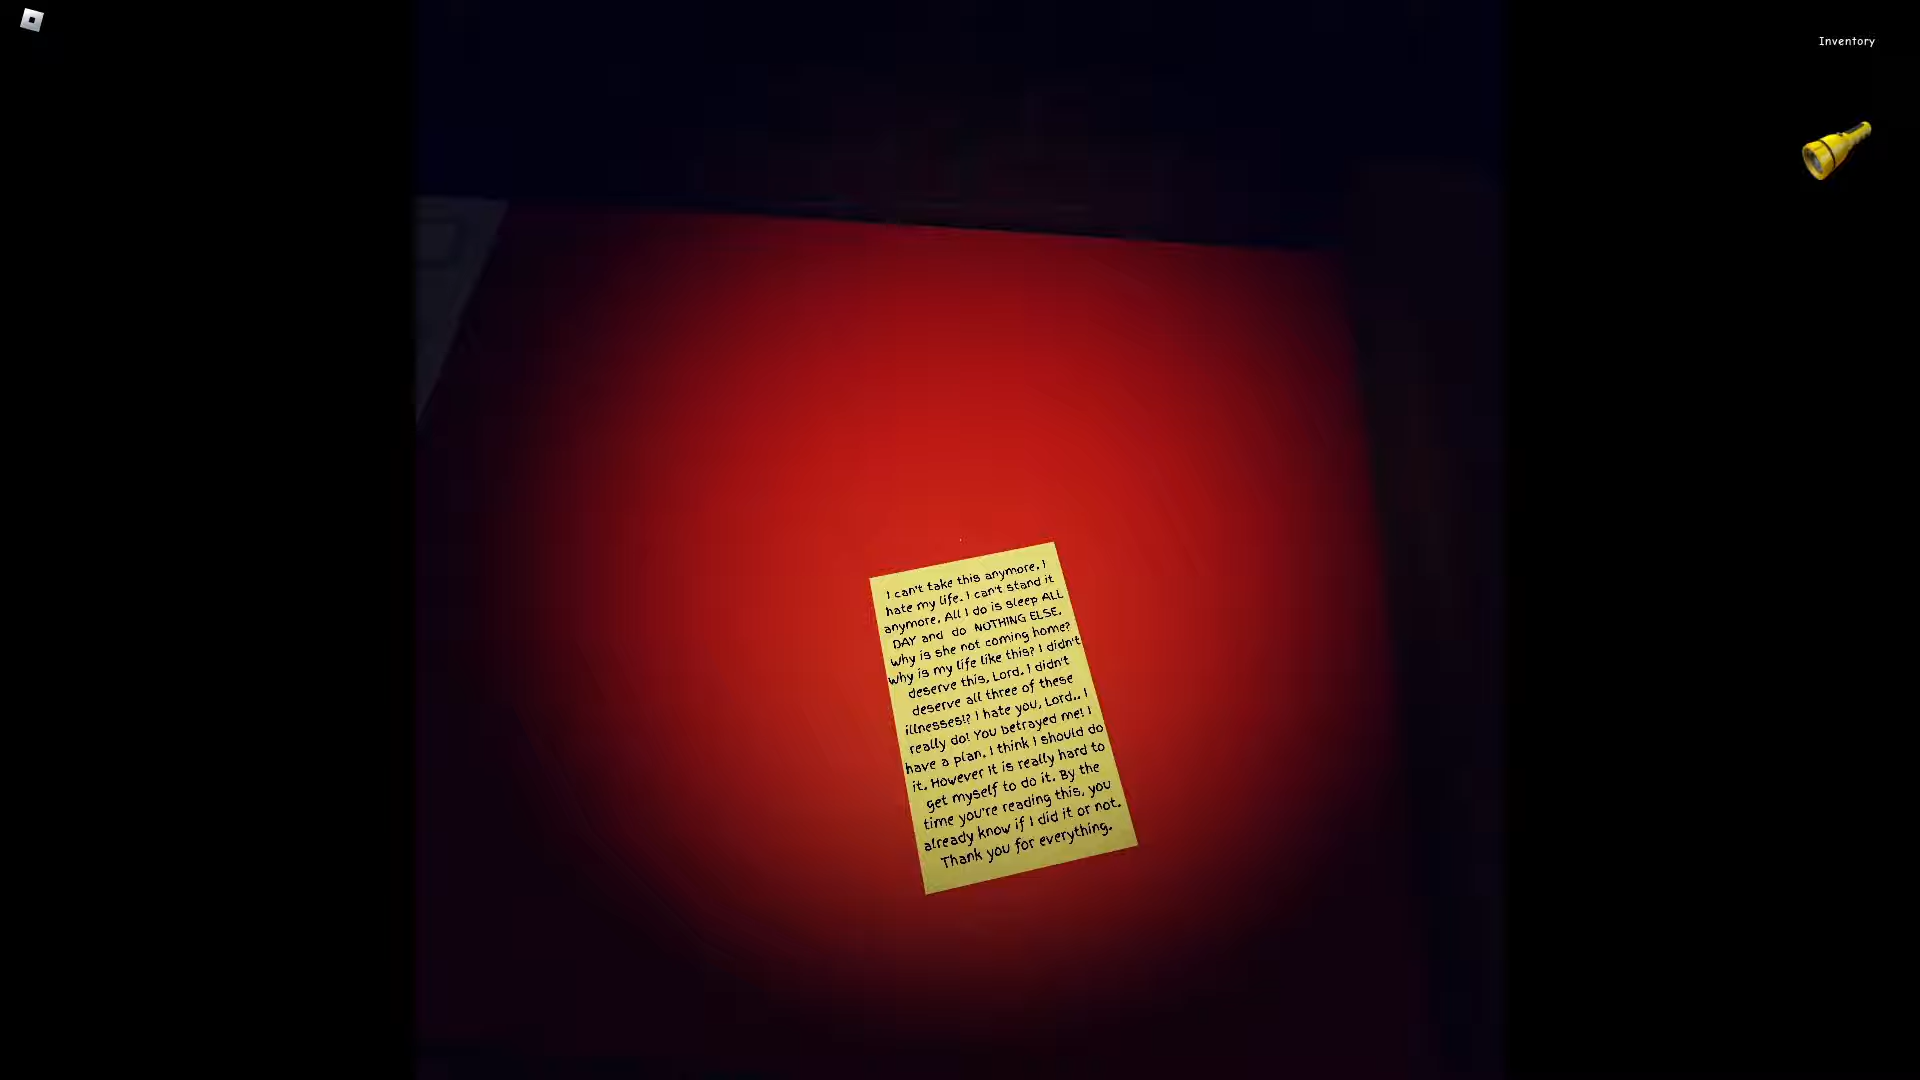 Inventory
I can't take this anymore. I
hate my life. I can't stand it
anymore. All I do is sleep ALL
DAY and do NOTHING ELSE.
Why is she not coming home?
Why is my life like this? I didn't
deserve this, Lord. I didn't
deserve all three of these
illnesses!? I hate you, Lord.. I
really do! You betrayed me! I
have a plan. I think I should do
it. However it is really hard to
get myself to do it. By the
time you're reading this, you
already know if I did it or not.
Thank you for everything.